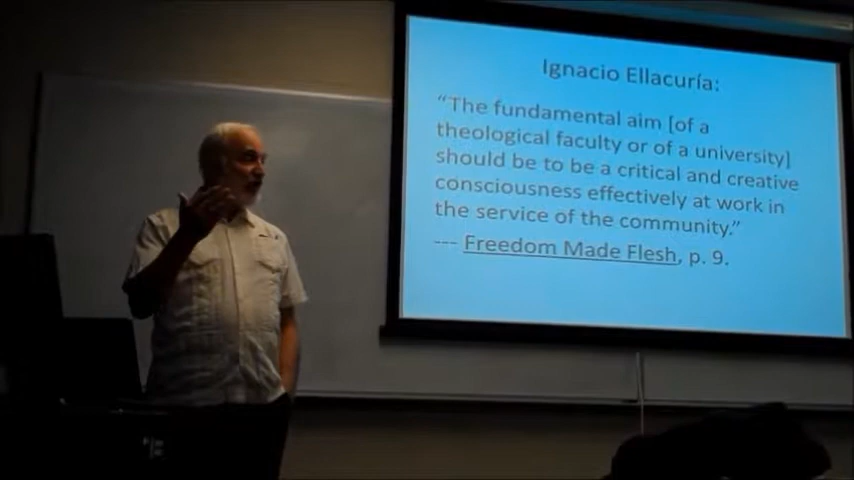 Ignacio Ellacuría:
“The fundamental aim [of a
theological faculty or of a university]
should be to be a critical and creative
consciousness effectively at work in
the service of the community.”
--- Freedom Made Flesh, p. 9.